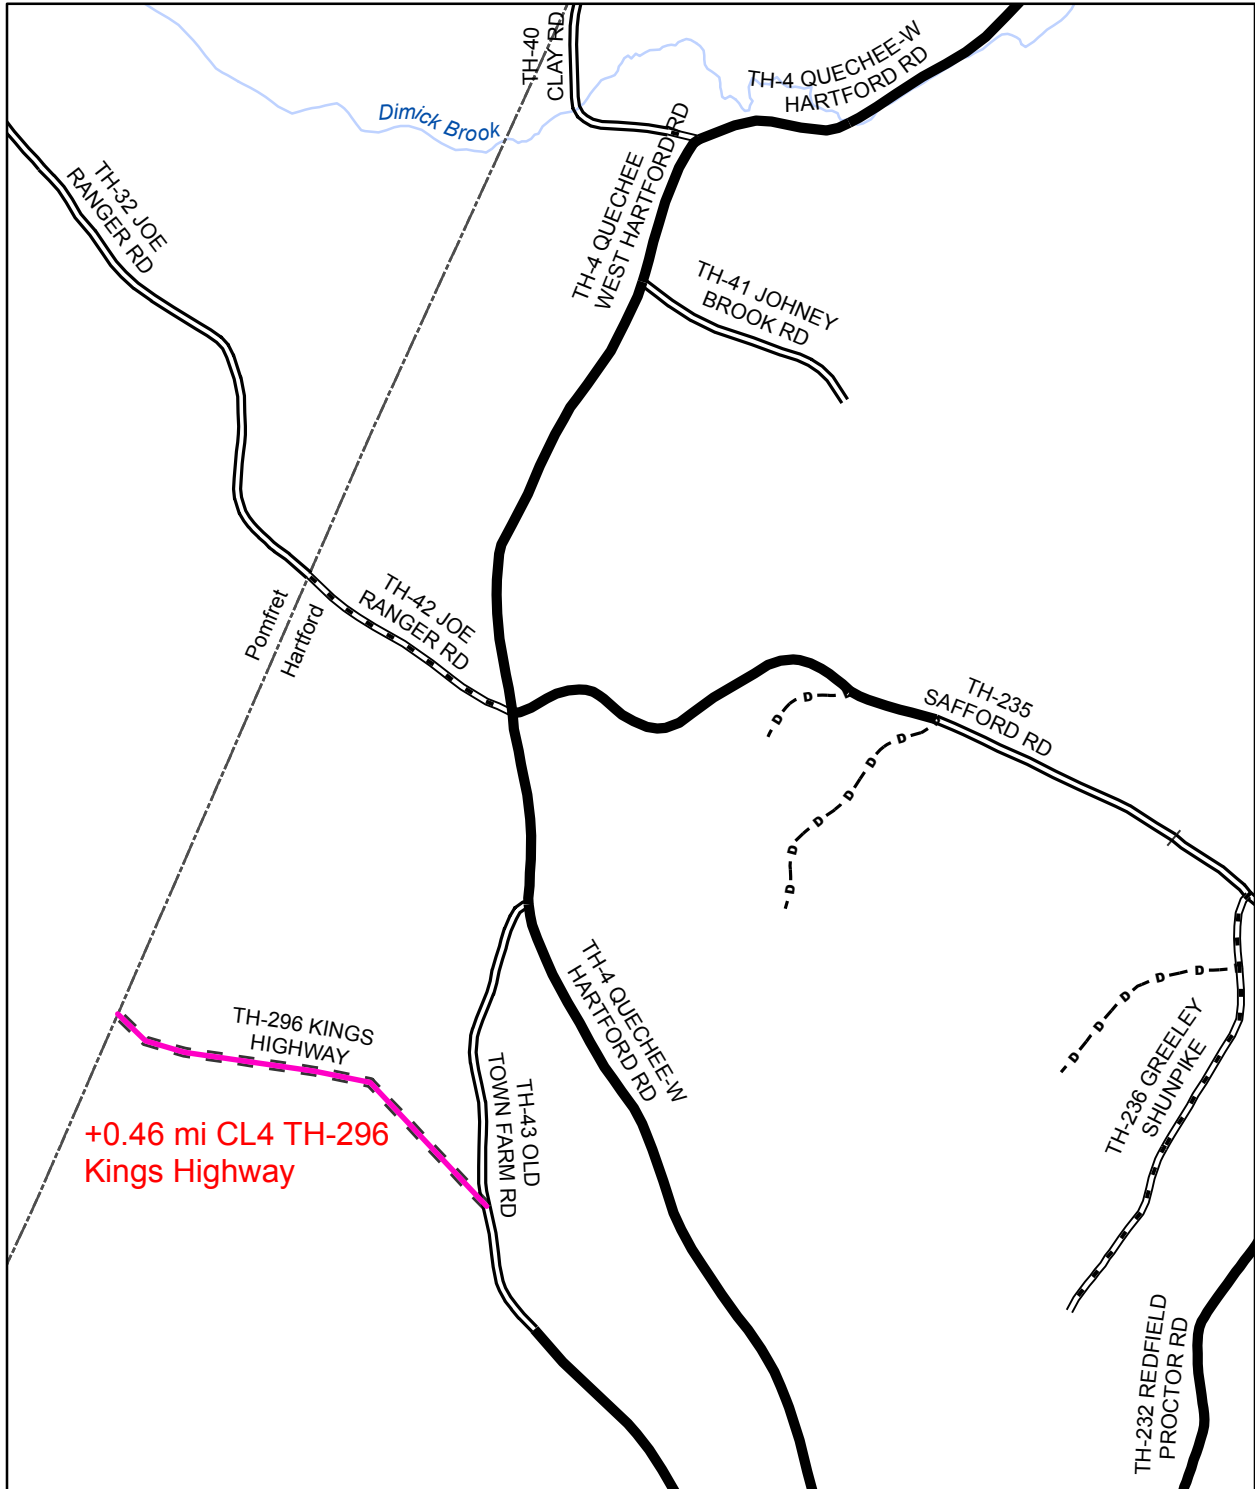 TH-40
CLAY RD
TH-4 QUECHEE-W
HARTFORD RD
Dimick Brook
TH-32 JOE
RANGER RD
TH-4 QUECHEE
WEST HARTFORD RD
TH-41 JOHNEY
BROOK RD
Pomfret
Hartford
TH-42 JOE
RANGER RD
TH-235
SAFFORD RD
D
D
D
D
D
D
D
TH-4 QUECHEE-W
HARTFORD RD
D
D
D
D
D
TH-296 KINGS
HIGHWAY
TH-43 OLD
TOWN FARM RD
TH-236 GREELEY
SHUNPIKE
+0.46 mi CL4 TH-296
Kings Highway
TH-232 REDFIELD
PROCTOR RD